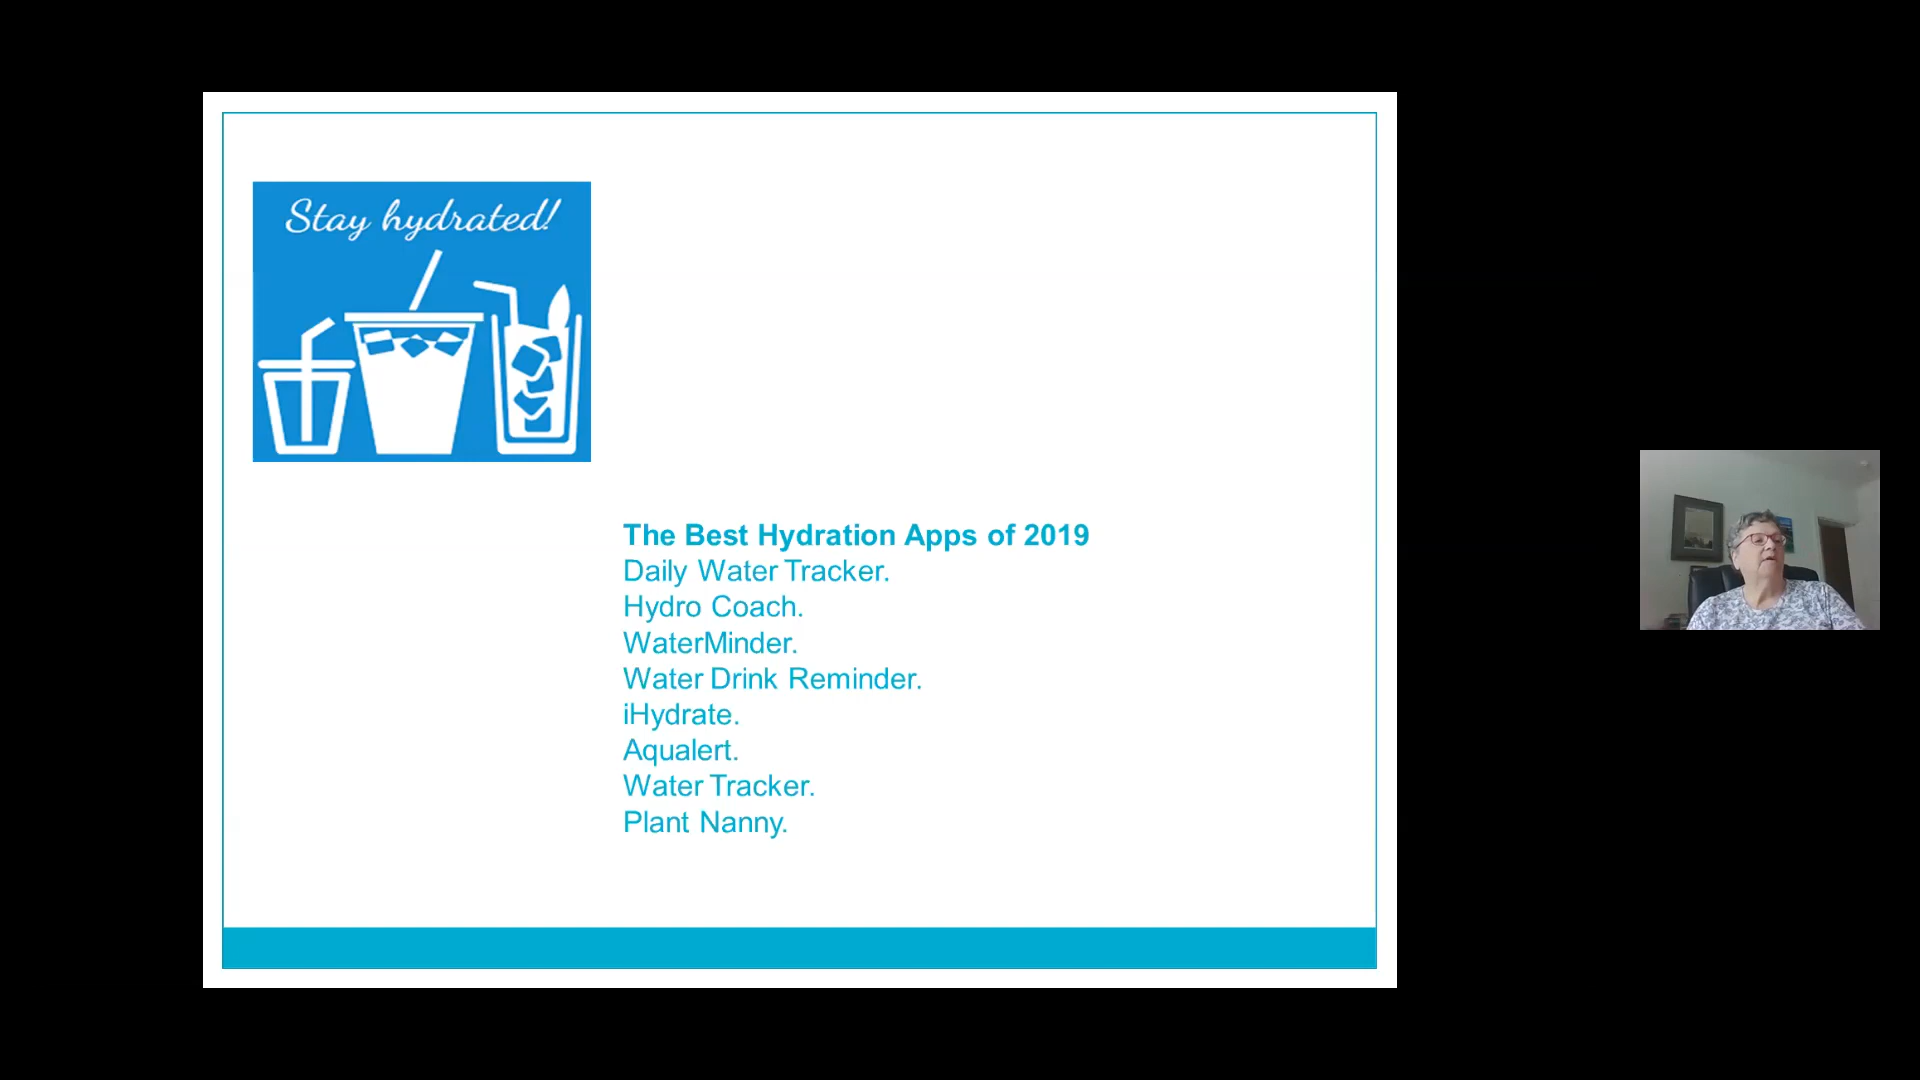 Stay hydrated!
The Best Hydration Apps of 2019
Daily Water Tracker.
Hydro Coach.
WaterMinder.
Water Drink Reminder.
iHydrate.
Aqualert.
Water Tracker.
Plant Nanny.